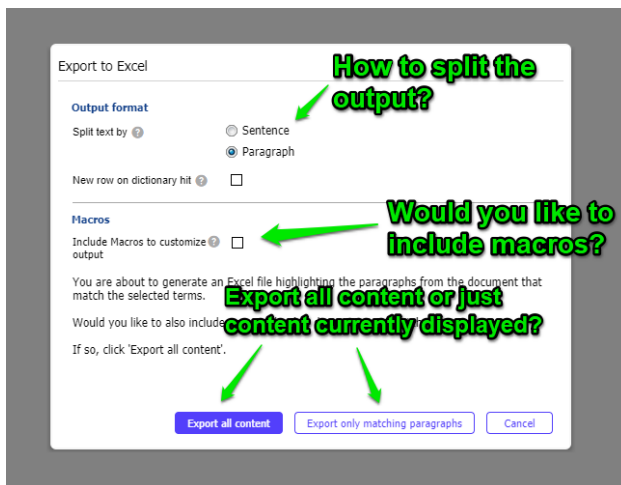 Export to Excel
How to split the
output?
Output format
Split text by ?
Sentence
Paragraph
New row on dictionary hit ?
Macros
Would you like to
include macros?
Include Macros to customize ?
output
You are about to generate an Excel file highlighting the paragraphs from the document that
match the selected terms.
Export all content or just
content currently displayed?
Would you like to also include
If so, click 'Export all content'.
Export all content
Export only matching paragraphs
Cancel